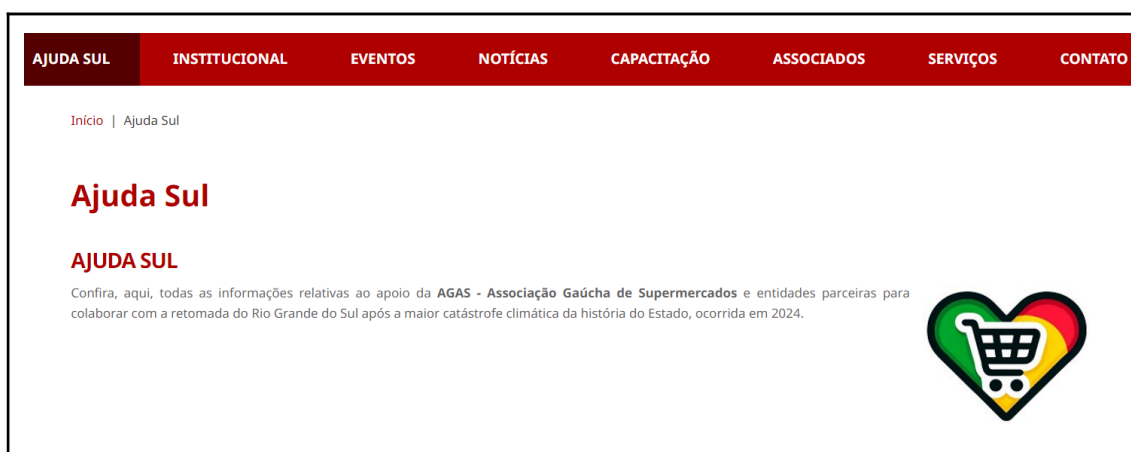 AJUDA SUL INSTITUCIONAL EVENTOS NOTÍCIAS CAPACITAÇÃO ASSOCIADOS SERVIÇOS CONTATO
Início | Ajuda Sul
Ajuda Sul
AJUDA SUL
Confira, aqui, todas as informações relativas ao apoio da AGAS - Associação Gaúcha de Supermercados e entidades parceiras para
colaborar com a retomada do Rio Grande do Sul após a maior catástrofe climática da história do Estado, ocorrida em 2024.